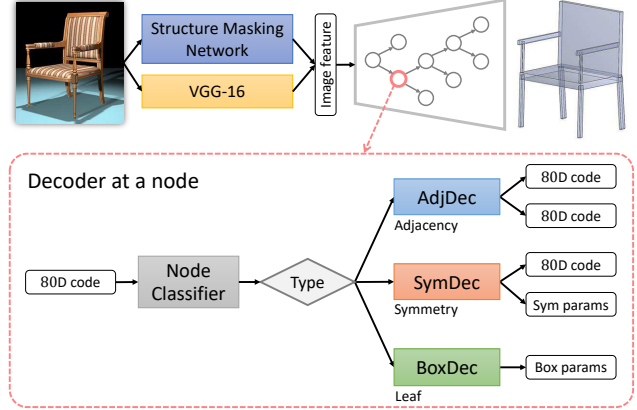 Structure Masking
Network
VGG-16
Image feature
Decoder at a node
80D code
Node
Classifier
Type
AdjDec
Adjacency
80D code
80D code
SymDec
Symmetry
80D code
Sym params
BoxDec
Leaf
Box params